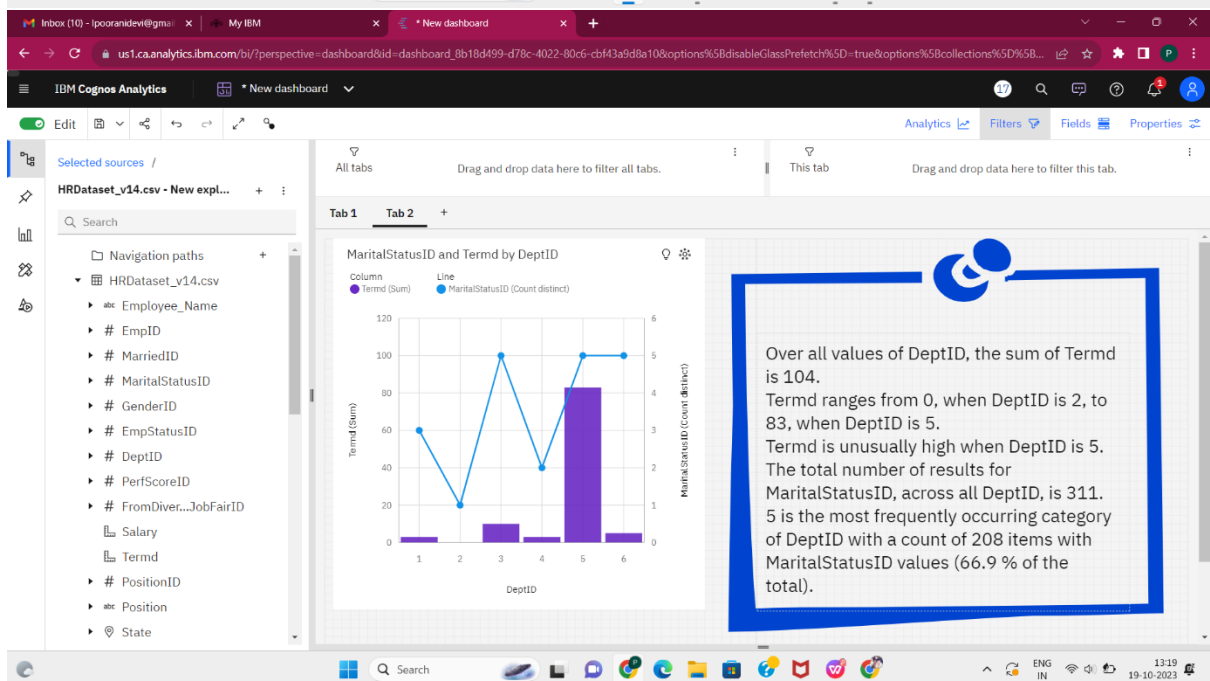 Inbox (10) - lpooranidevi@gmai
My IBM
* New dashboard
us1.ca.analytics.ibm.com/bi/?perspective=dashboard&id=dashboard_8b18d499-d78c-4022-80c6-cbf43a9d8a10&options%5BdisableGlassPrefetch%5D=true&options%5Bcollections%5D%5B...
P
IBM Cognos Analytics
* New dashboard
17
1
Edit
Analytics
Filters
Fields
Properties
Selected sources /
HRDataset_v14.csv - New expl...
Search
Navigation paths
HRDataset_v14.csv
abc Employee_Name
# EmpID
# MarriedID
# MaritalStatusID
# GenderID
# EmpStatusID
# DeptID
# PerfScoreID
# FromDiver...JobFairID
Salary
Termd
# PositionID
abc Position
State
All tabs
Drag and drop data here to filter all tabs.
This tab
Drag and drop data here to filter this tab.
Tab 1 Tab 2 +
MaritalStatusID and Termd by DeptID
Column Line
Termd (Sum) MaritalStatusID (Count distinct)
Termd (Sum)
120
100
80
60
40
20
0
6
5
4
3
2
1
0
MaritalStatusID (Count distinct)
1 2 3 4 5 6
DeptID
Over all values of DeptID, the sum of Termd
is 104.
Termd ranges from 0, when DeptID is 2, to
83, when DeptID is 5.
Termd is unusually high when DeptID is 5.
The total number of results for
MaritalStatusID, across all DeptID, is 311.
5 is the most frequently occurring category
of DeptID with a count of 208 items with
MaritalStatusID values (66.9 % of the
total).
Search
ENG
IN
13:19
19-10-2023